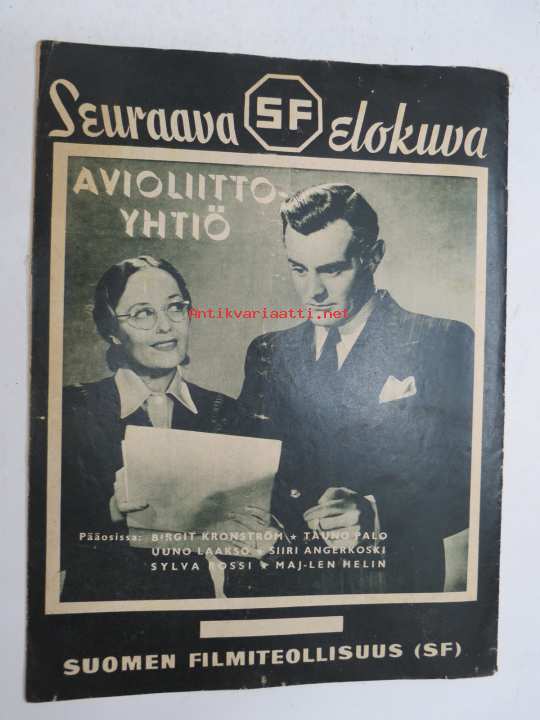 Seuraava SF elokuva
AVIOLIITTO-
YHTIÖ
Antikvariaatti.net
Pääosissa: BIRGIT KRONSTRÖM ★ TAUNO PALO
UUNO LAAKSO ★ SIIRI ANGERKOSKI
SYLVA ROSSI ★ MAJ-LEN HELIN
SUOMEN FILMITEOLLISUUS (SF)